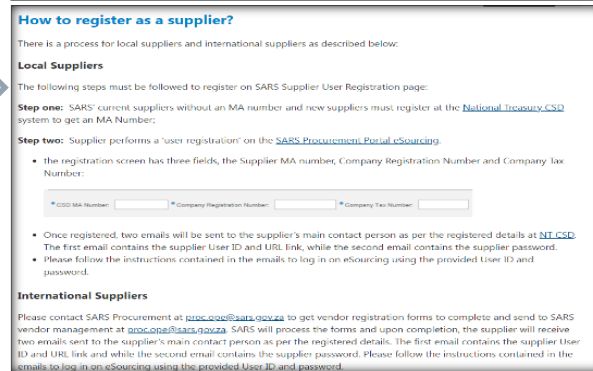 How to register as a supplier?
There is a process for local suppliers and international suppliers as described below:
Local Suppliers
The following steps must be followed to register on SARS Supplier User Registration page:
Step one: SARS' current suppliers without an MA number and new suppliers must register at the National Treasury CSD
system to get an MA Number;
Step two: Supplier performs a 'user registration' on the SARS Procurement Portal eSourcing.
• the registration screen has three fields, the Supplier MA number, Company Registration Number and Company Tax
Number:
* CSD MA Number: * Company Registration Number: * Company Tax Number:
• Once registered, two emails will be sent to the supplier's main contact person as per the registered details at NT CSD.
The first email contains the supplier User ID and URL link, while the second email contains the supplier password.
• Please follow the instructions contained in the emails to log in on eSourcing using the provided User ID and
password.
International Suppliers
Please contact SARS Procurement at proc.ope@sars.gov.za to get vendor registration forms to complete and send to SARS
vendor management at proc.ope@sars.gov.za. SARS will process the forms and upon completion, the supplier will receive
two emails sent to the supplier's main contact person as per the registered details. The first email contains the supplier User
ID and URL link and while the second email contains the supplier password. Please follow the instructions contained in the
emails to log in on eSourcing using the provided User ID and password.